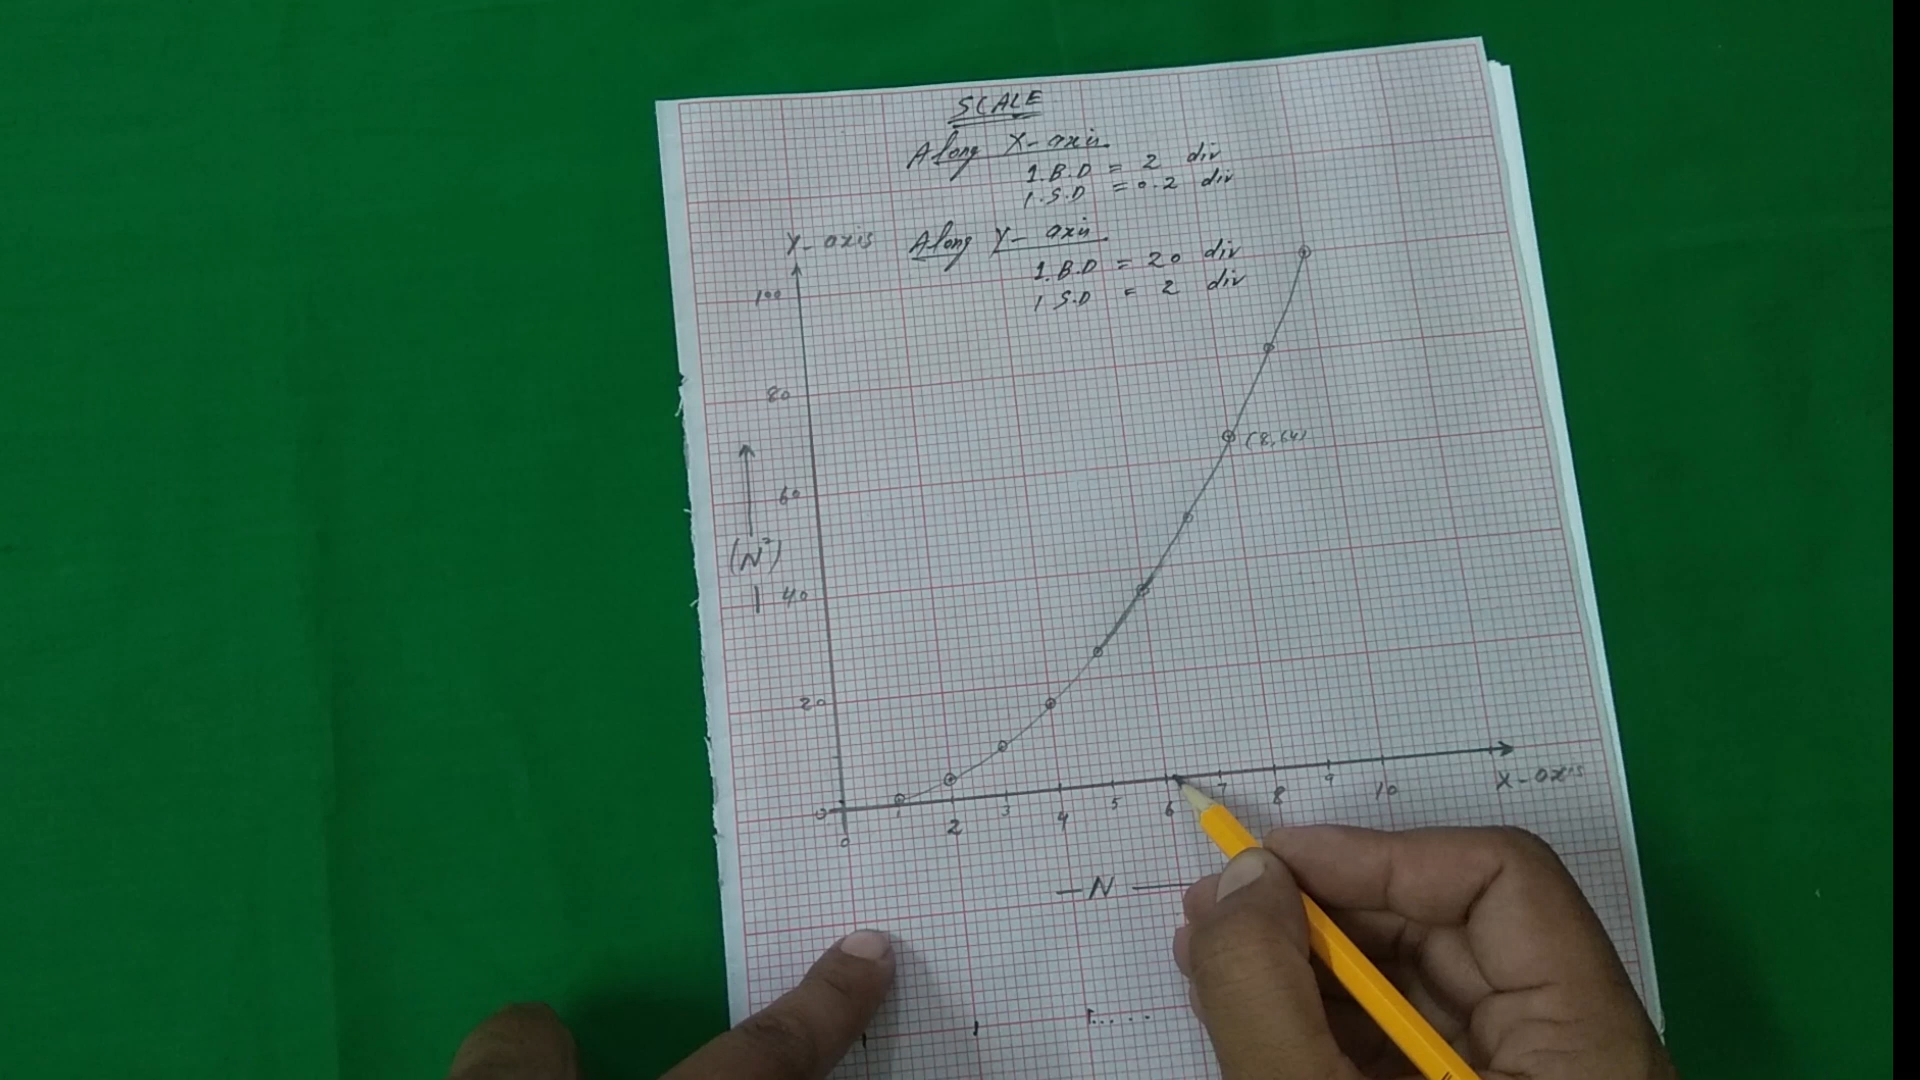 SCALE
Along X-axis
1.B.D = 2 div
1.S.D = 0.2 div
Y-axis
Along Y-axis
1.B.D = 20 div
1 S.D = 2 div
100
80
(8,64)
60
(N²)
40
20
0
0 1 2 3 4 5 6 7 8 9 10
X-axis
N